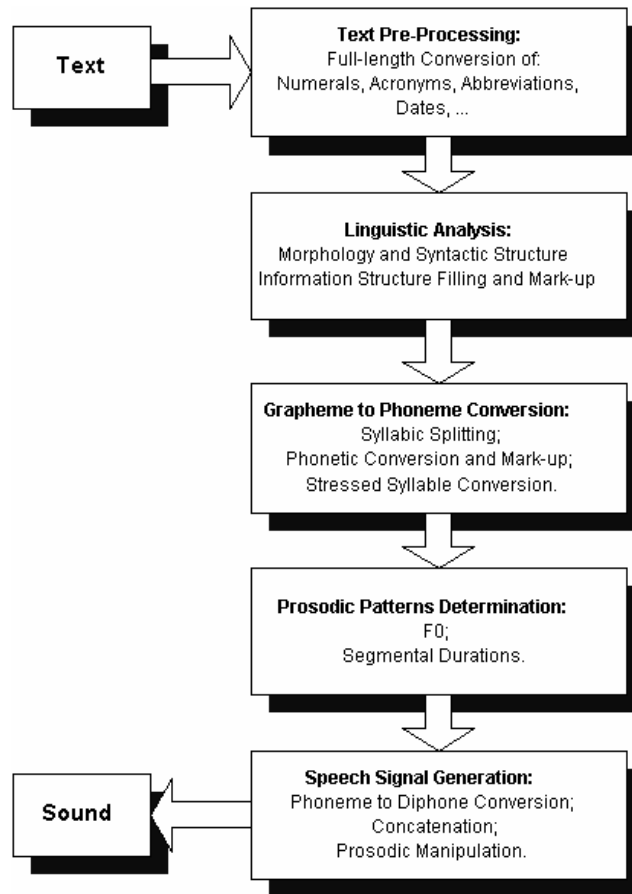 Text
Text Pre-Processing:
Full-length Conversion of:
Numerals, Acronyms, Abbreviations,
Dates, ...
Linguistic Analysis:
Morphology and Syntactic Structure
Information Structure Filling and Mark-up
Grapheme to Phoneme Conversion:
Syllabic Splitting;
Phonetic Conversion and Mark-up;
Stressed Syllable Conversion.
Prosodic Patterns Determination:
F0;
Segmental Durations.
Speech Signal Generation:
Phoneme to Diphone Conversion;
Concatenation;
Prosodic Manipulation.
Sound